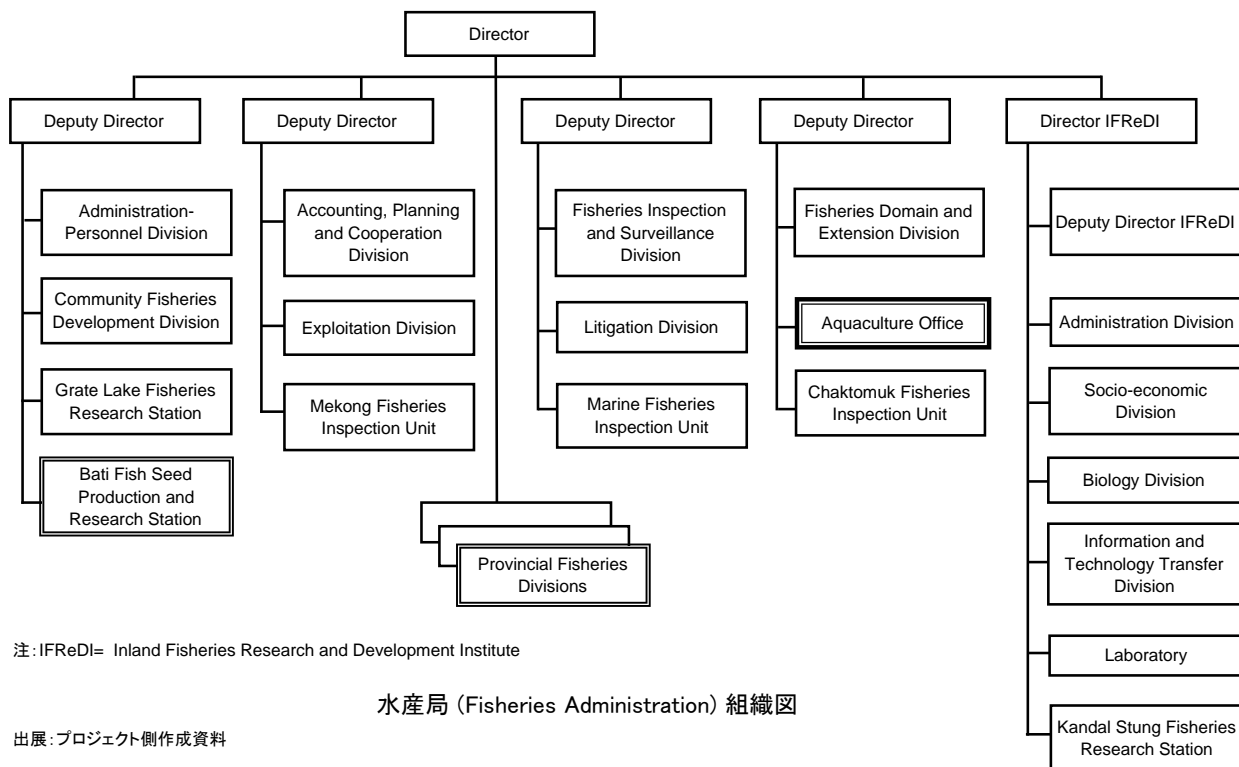 Director
Deputy Director
Deputy Director
Deputy Director
Deputy Director
Director IFReDI
Administration-
Personnel Division
Community Fisheries
Development Division
Grate Lake Fisheries
Research Station
Bati Fish Seed
Production and
Research Station
Accounting, Planning
and Cooperation
Division
Exploitation Division
Mekong Fisheries
Inspection Unit
Fisheries Inspection
and Surveillance
Division
Litigation Division
Marine Fisheries
Inspection Unit
Fisheries Domain and
Extension Division
Aquaculture Office
Chaktomuk Fisheries
Inspection Unit
Deputy Director IFReDI
Administration Division
Socio-economic
Division
Biology Division
Information and
Technology Transfer
Division
Laboratory
Kandal Stung Fisheries
Research Station
Provincial Fisheries
Divisions
注：IFReDI= Inland Fisheries Research and Development Institute
水産局 (Fisheries Administration) 組織図
出展：プロジェクト側作成資料